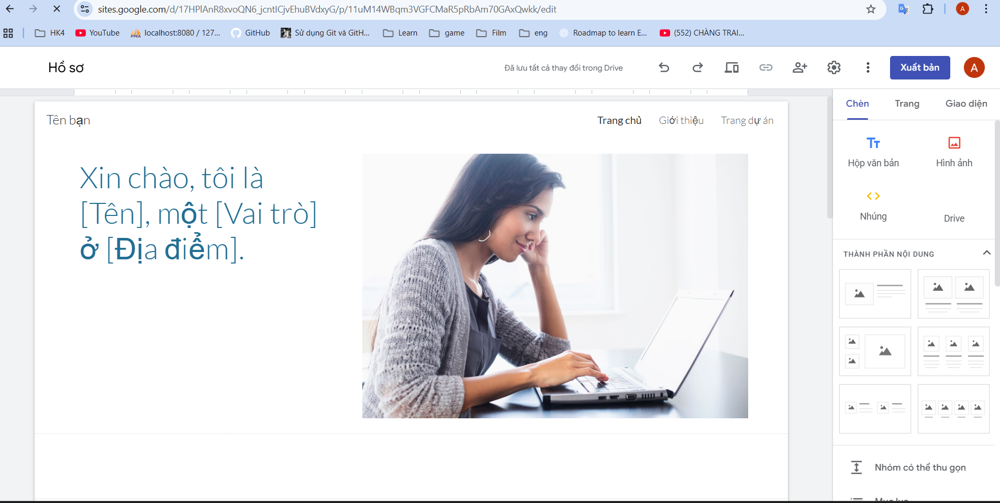 sites.google.com/d/17HPlAnR8xvoQN6_jcntICjvEhuBVdxyG/p/11uM14WBqm3VGFCMaR5pRbAm70GAxQwkk/edit
A
HK4
YouTube
localhost:8080 / 127...
GitHub
Sử dụng Git và GitH...
Learn
game
Film
eng
Roadmap to learn E...
(552) CHÀNG TRAI...
Hồ sơ
Đã lưu tất cả thay đổi trong Drive
Xuất bản
A
Chèn
Trang
Giao diện
Tên bạn
Trang chủ
Giới thiệu
Trang dự án
Xin chào, tôi là
[Tên], một [Vai trò]
ở [Địa điểm].
Hộp văn bản
Hình ảnh
Nhúng
Drive
THÀNH PHẦN NỘI DUNG
Nhóm có thể thu gọn
Mục lục